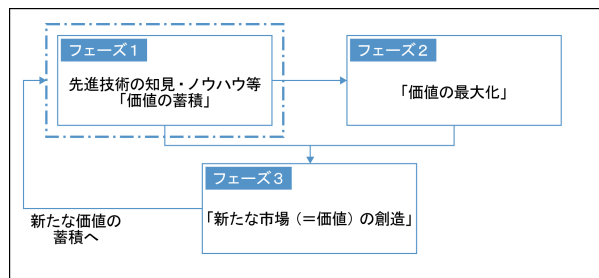 フェーズ1
先進技術の知見・ノウハウ等
「価値の蓄積」
フェーズ2
「価値の最大化」
フェーズ3
「新たな市場(=価値)の創造」
新たな価値の
蓄積へ